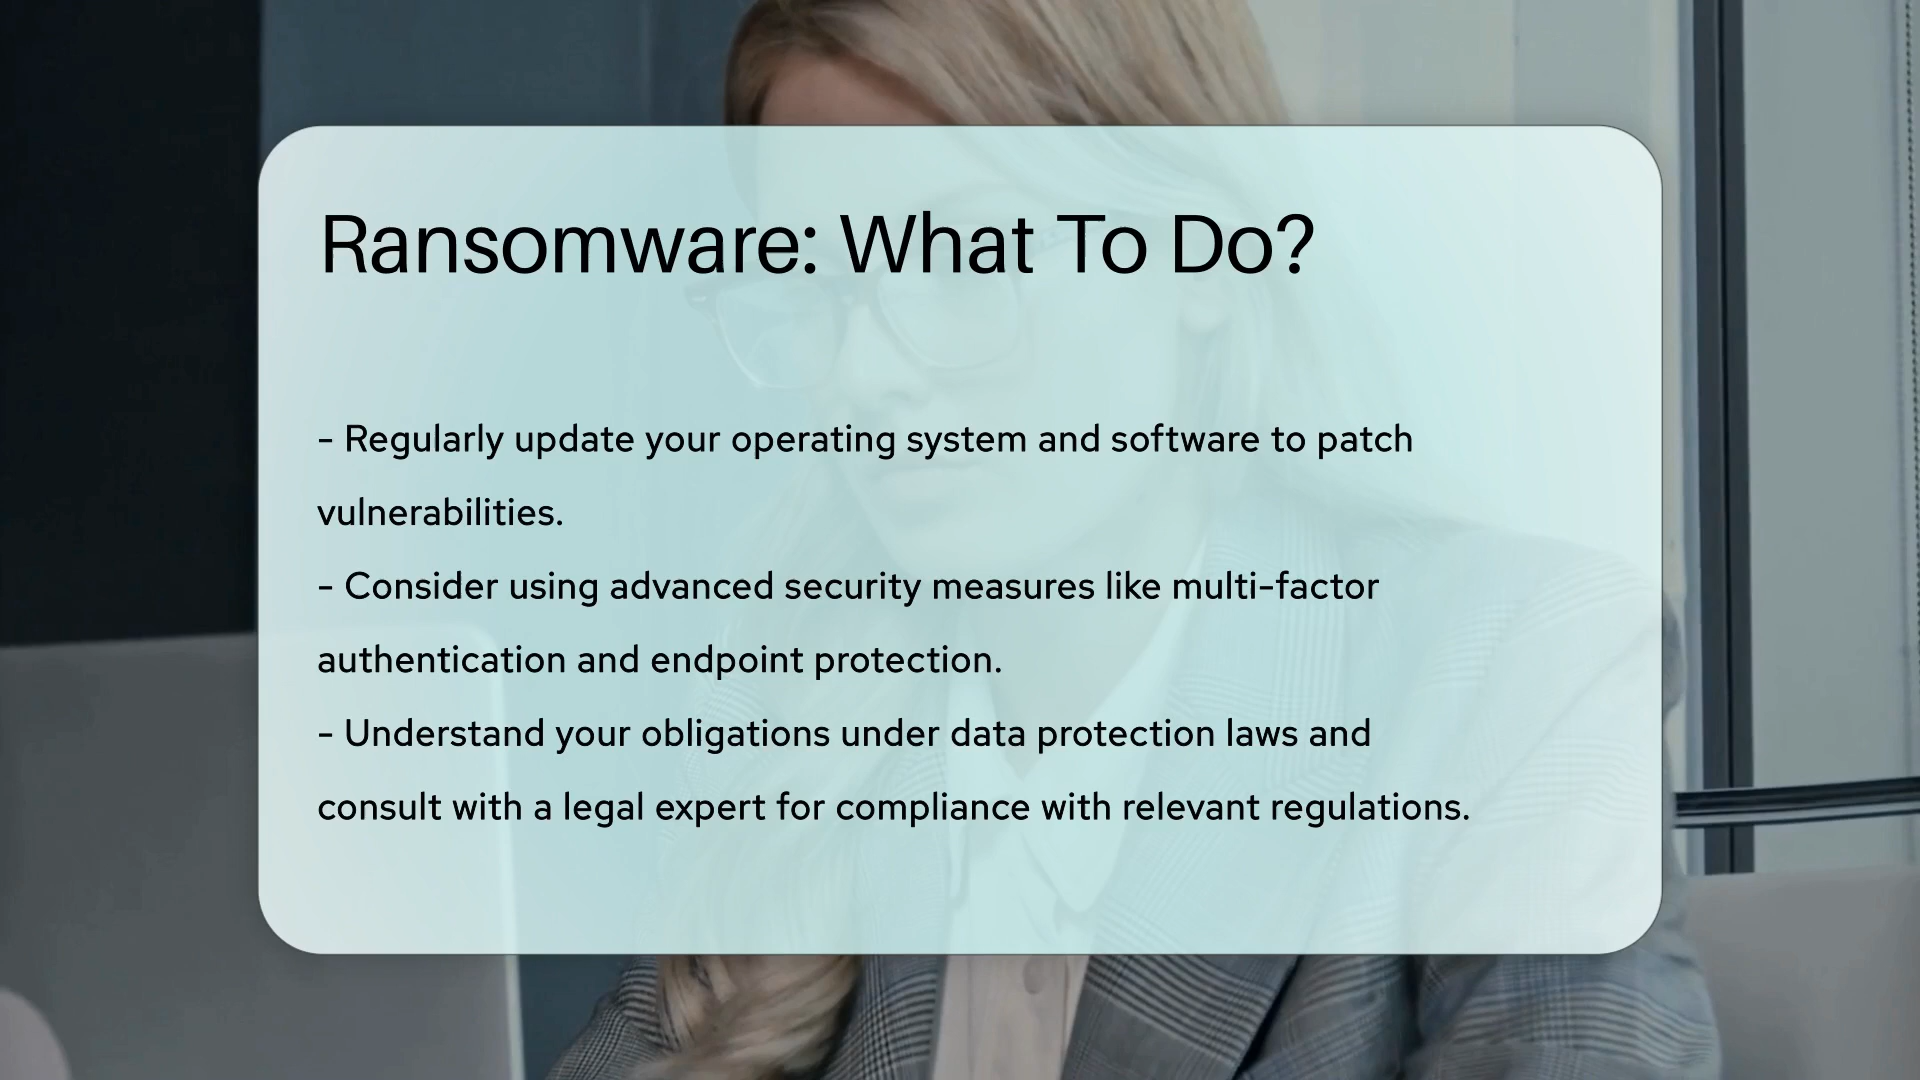 Ransomware: What To Do?
- Regularly update your operating system and software to patch
vulnerabilities.
- Consider using advanced security measures like multi-factor
authentication and endpoint protection.
- Understand your obligations under data protection laws and
consult with a legal expert for compliance with relevant regulations.